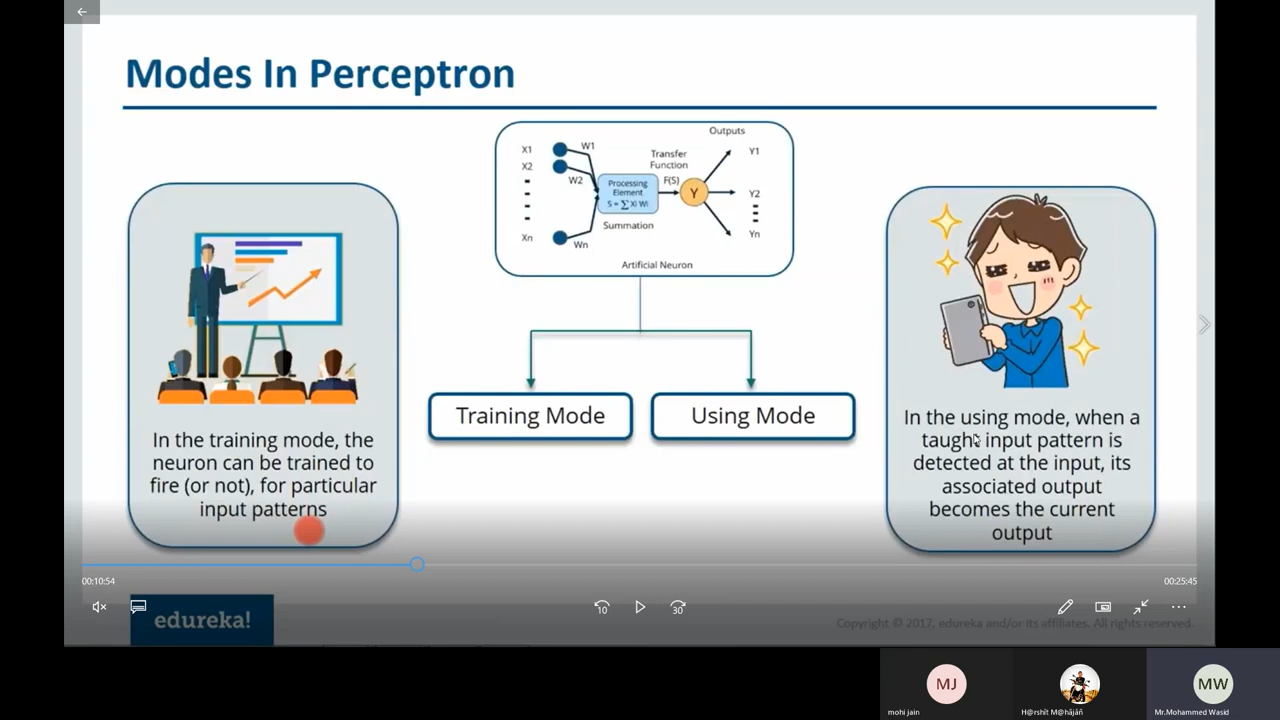 Modes In Perceptron
Outputs
X1
W1
Transfer
Function
Y1
X2
W2
Processing
Element
S = ∑ Xi Wi
F(S)
Y
Y2
Summation
Xn
Wn
Yn
Artificial Neuron
Training Mode
Using Mode
In the training mode, the
neuron can be trained to
fire (or not), for particular
input patterns
In the using mode, when a
taught input pattern is
detected at the input, its
associated output
becomes the current
output
00:10:54
00:25:45
10
30
edureka!
Copyright © 2017, edureka and/or its affiliates. All rights reserved.
MJ
MW
mohi jain
H@rshît M@hãjáñ
Mr.Mohammed Wasid